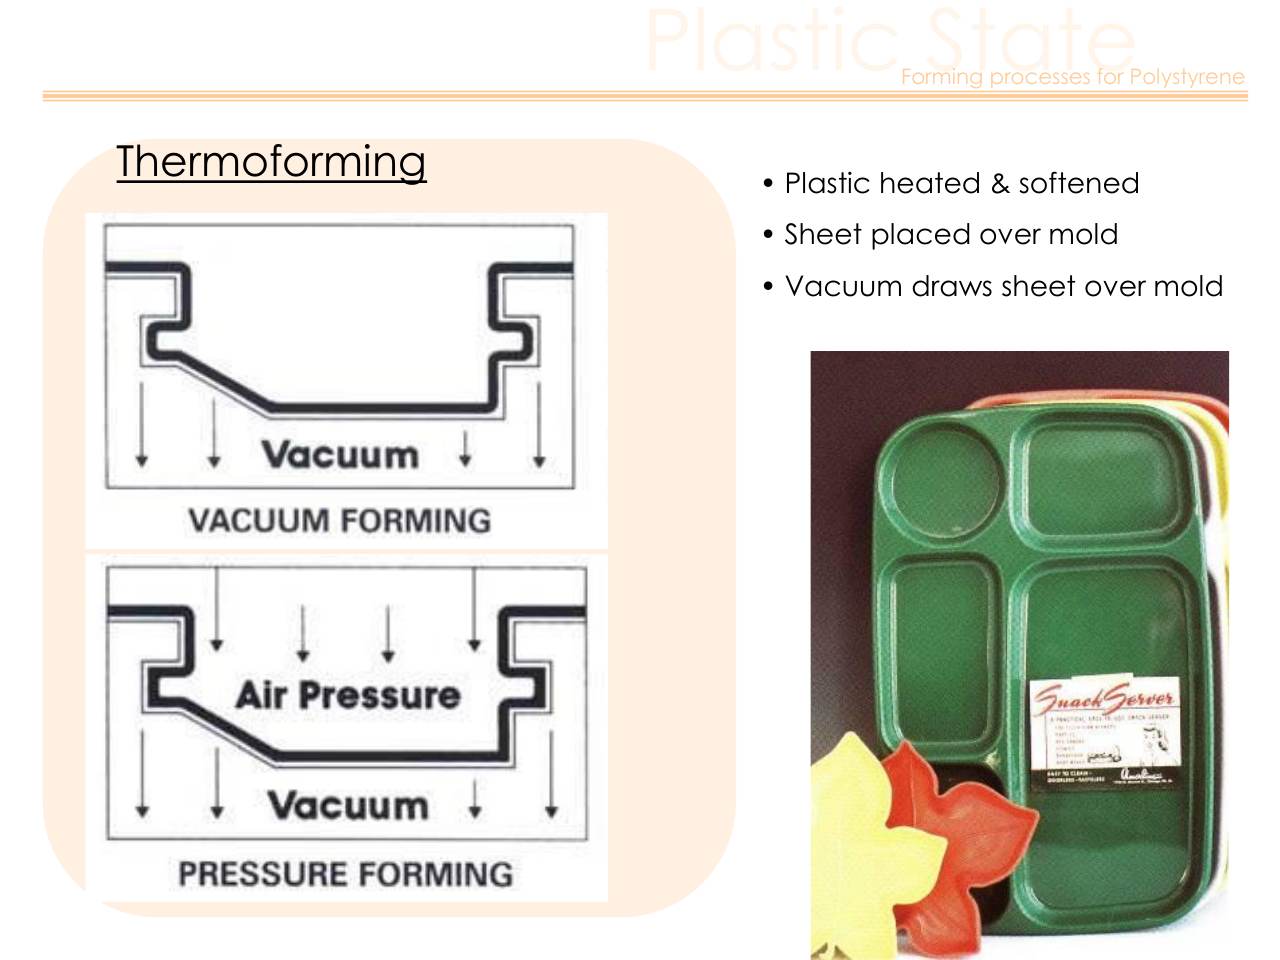 Plastic State
Forming processes for Polystyrene
Thermoforming
Vacuum
VACUUM FORMING
Air Pressure
Vacuum
PRESSURE FORMING
• Plastic heated & softened
• Sheet placed over mold
• Vacuum draws sheet over mold
Snack Server
EASY TO CLEAN -